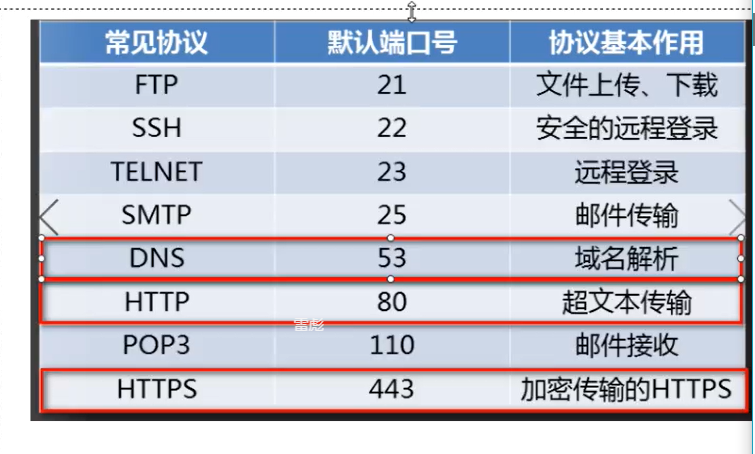 常见协议 默认端口号 协议基本作用
FTP 21 文件上传、下载
SSH 22 安全的远程登录
TELNET 23 远程登录
SMTP 25 邮件传输
DNS 53 域名解析
HTTP 80 超文本传输
雷彪
POP3 110 邮件接收
HTTPS 443 加密传输的HTTPS